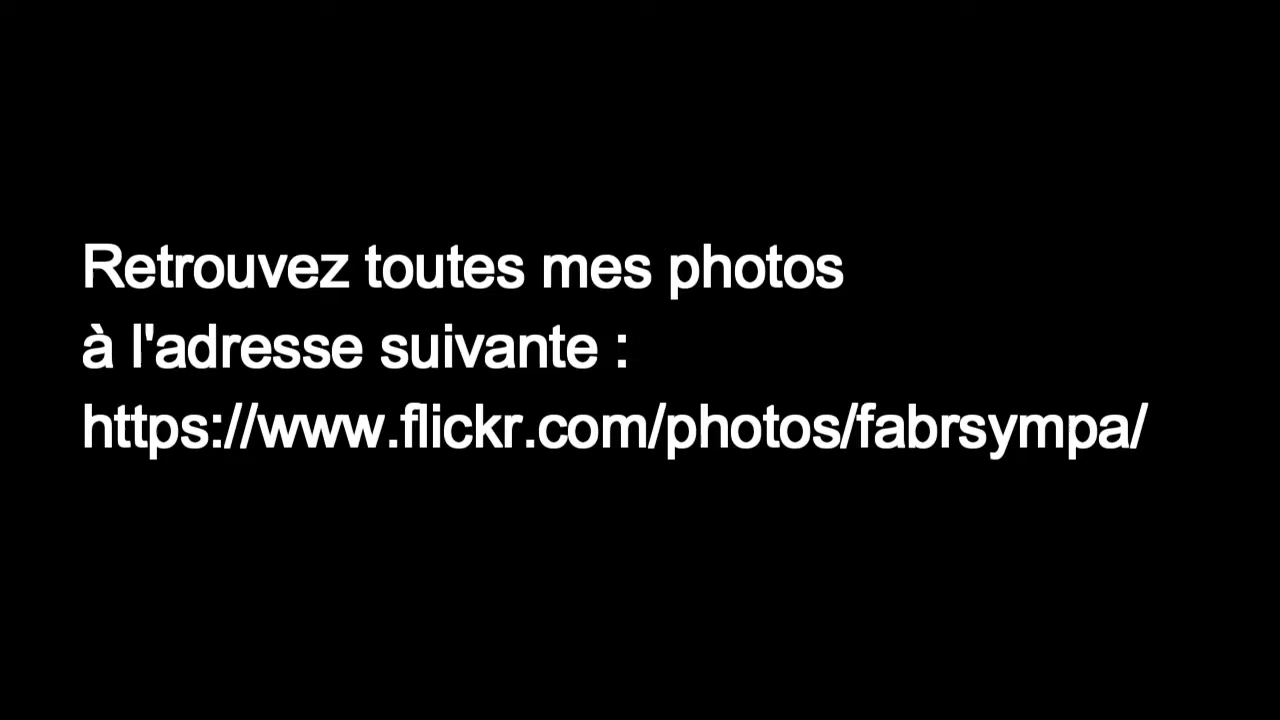 Retrouvez toutes mes photos
à l'adresse suivante :
https://www.flickr.com/photos/fabrsympa/